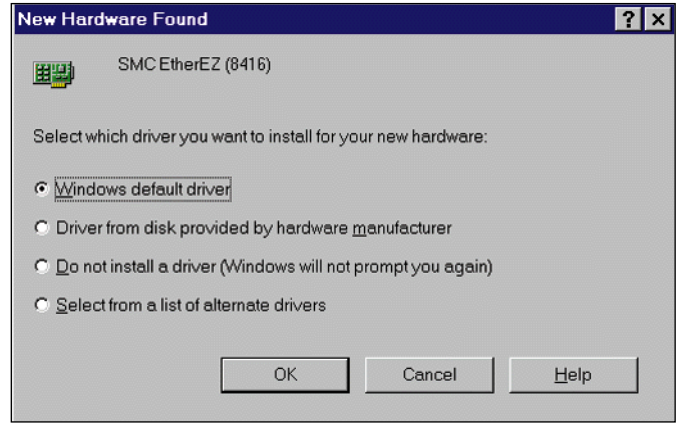 New Hardware Found
SMC EtherEZ (8416)
Select which driver you want to install for your new hardware:
Windows default driver
Driver from disk provided by hardware manufacturer
Do not install a driver (Windows will not prompt you again)
Select from a list of alternate drivers
OK Cancel Help